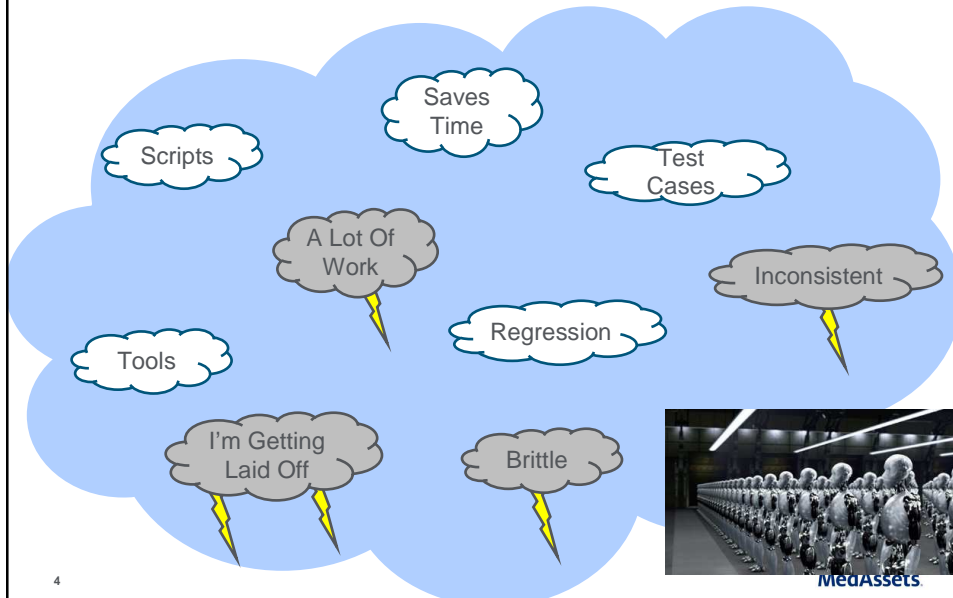 Saves
Time
Scripts
Test
Cases
A Lot Of
Work
Inconsistent
Regression
Tools
I'm Getting
Laid Off
Brittle
4
MedAssets